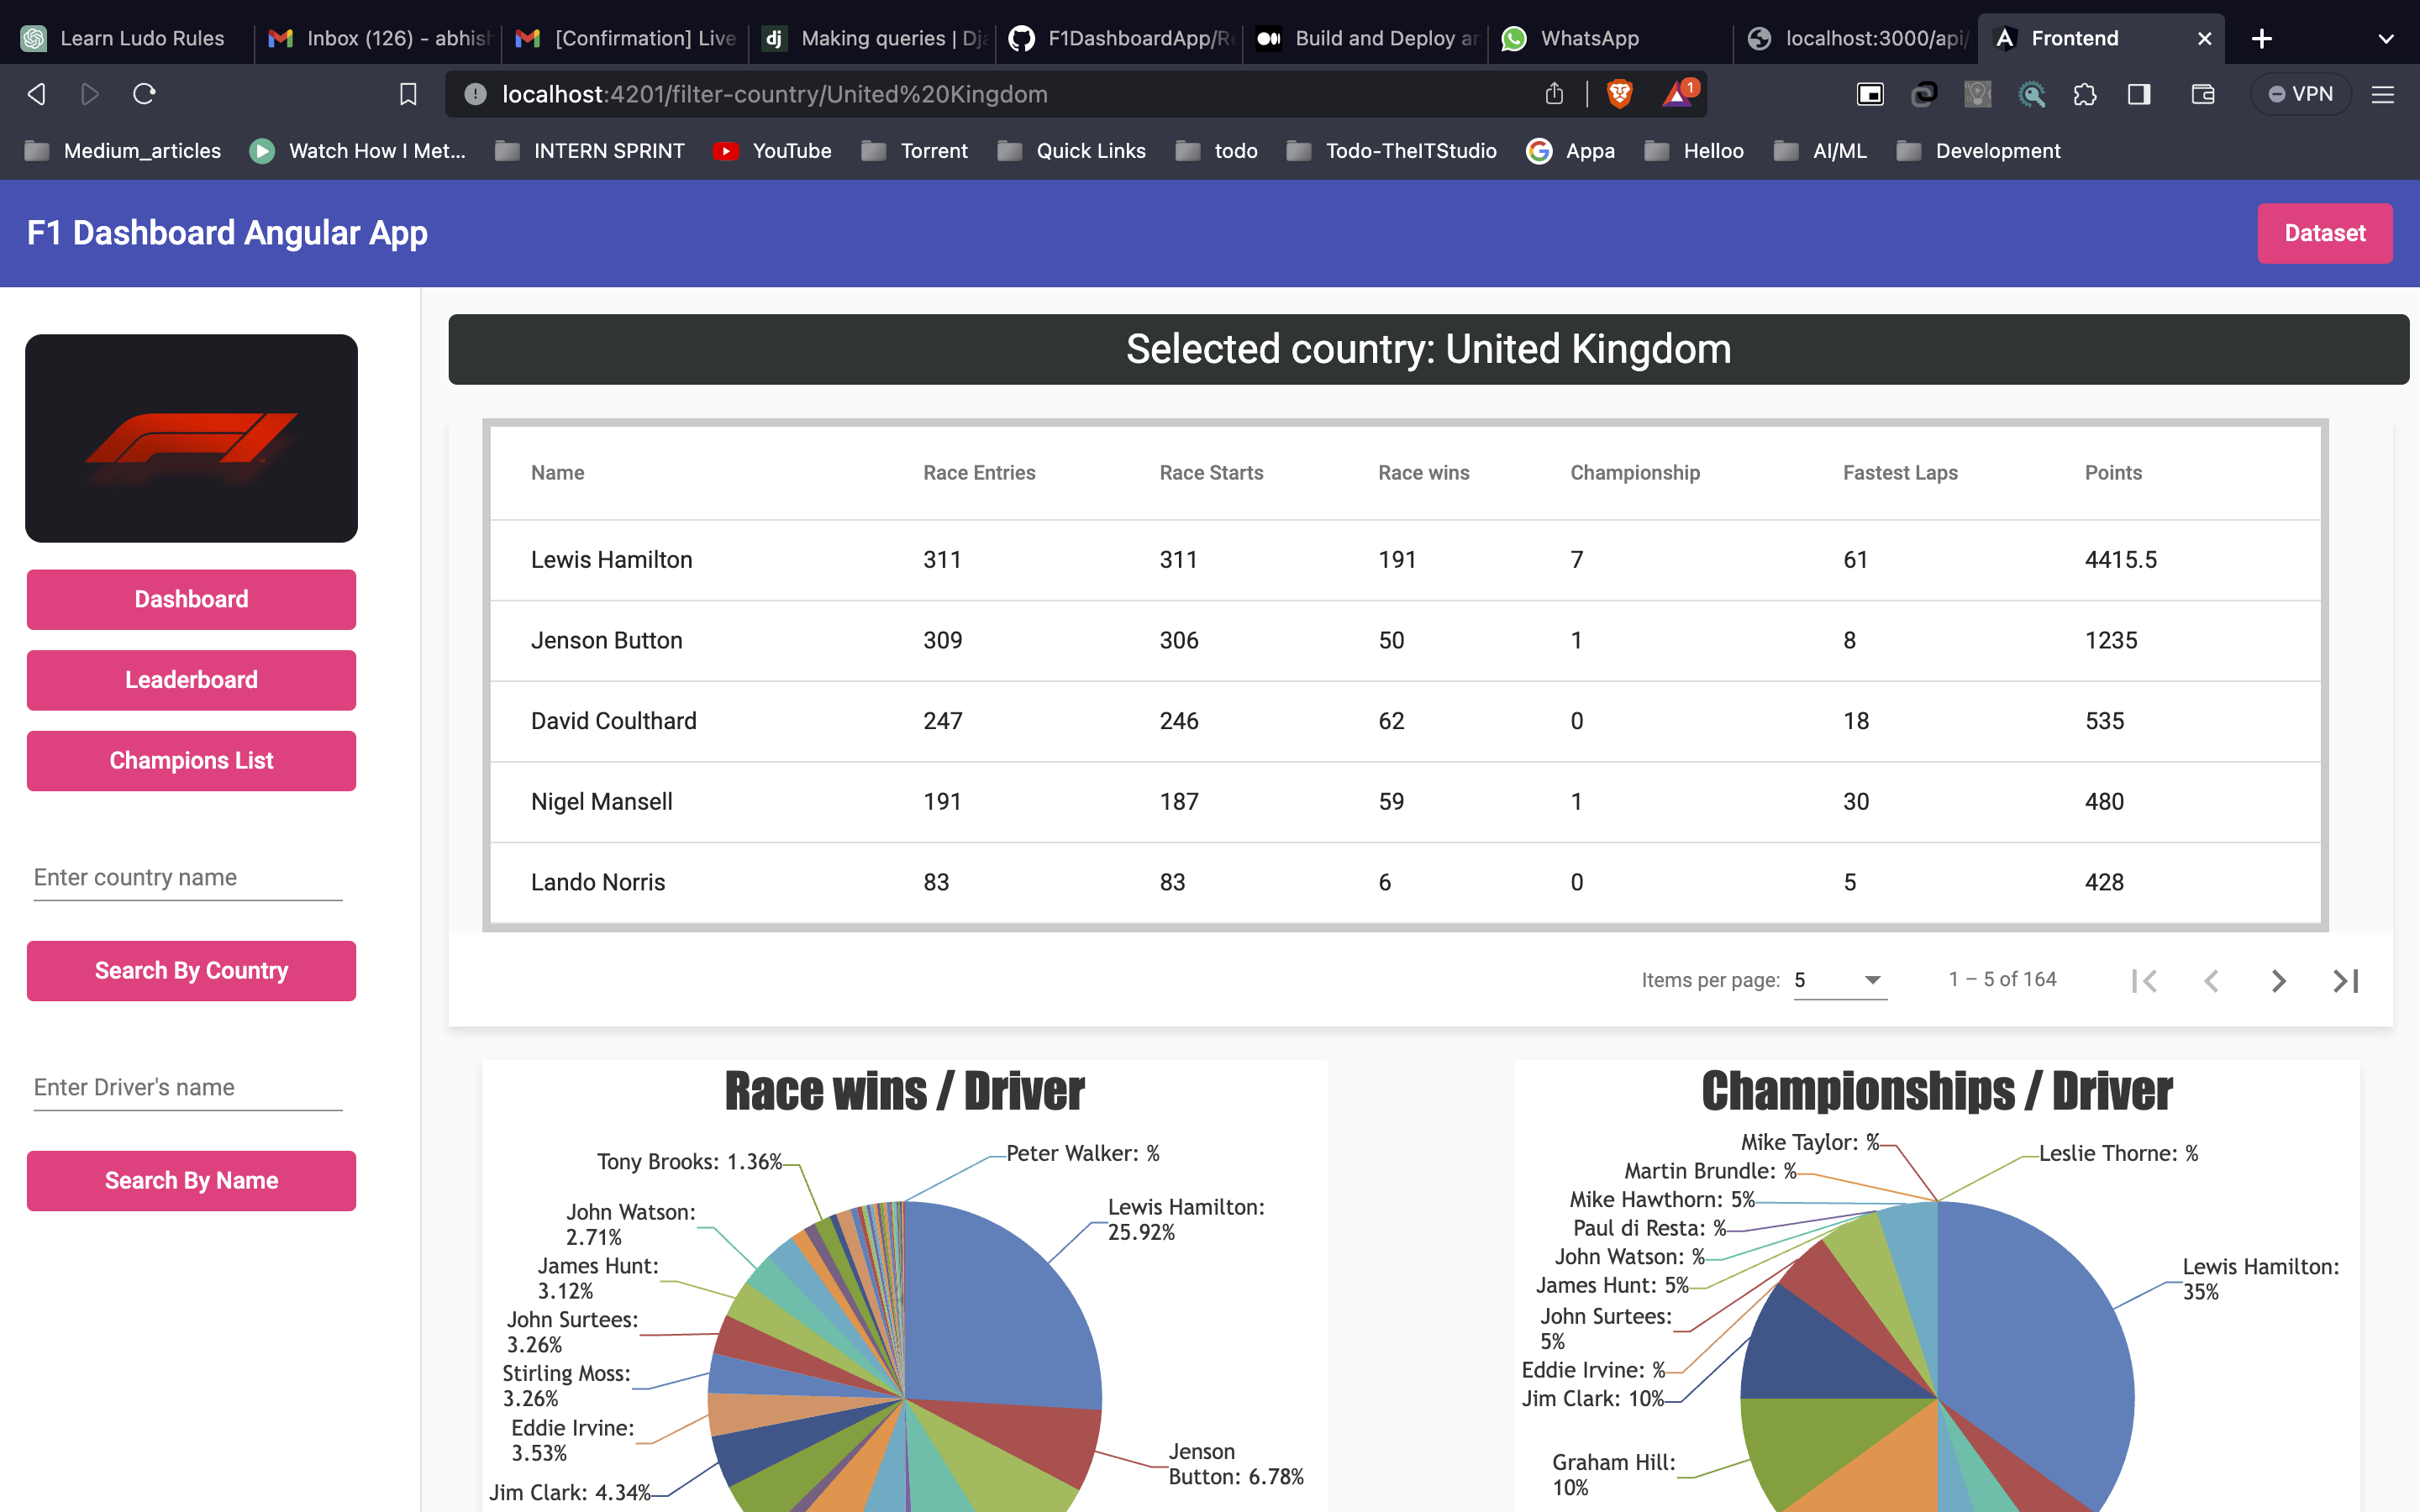 Learn Ludo Rules
Inbox (126) - abhish
[Confirmation] Live
dj Making queries | Dja
F1DashboardApp/Re
Build and Deploy an
WhatsApp
localhost:3000/api/
Frontend
localhost:4201/filter-country/United%20Kingdom
1
VPN
Medium_articles
Watch How I Met...
INTERN SPRINT
YouTube
Torrent
Quick Links
todo
Todo-TheITStudio
Appa
Helloo
AI/ML
Development
F1 Dashboard Angular App
Dataset
Dashboard
Leaderboard
Champions List
Enter country name
Search By Country
Enter Driver's name
Search By Name
Selected country: United Kingdom
Name Race Entries Race Starts Race wins Championship Fastest Laps Points
Lewis Hamilton 311 311 191 7 61 4415.5
Jenson Button 309 306 50 1 8 1235
David Coulthard 247 246 62 0 18 535
Nigel Mansell 191 187 59 1 30 480
Lando Norris 83 83 6 0 5 428
Items per page: 5 1 – 5 of 164
Race wins / Driver
Peter Walker: %
Tony Brooks: 1.36%
Lewis Hamilton:
25.92%
John Watson:
2.71%
James Hunt:
3.12%
John Surtees:
3.26%
Stirling Moss:
3.26%
Eddie Irvine:
3.53%
Jenson
Button: 6.78%
Jim Clark: 4.34%
Championships / Driver
Mike Taylor: %
Leslie Thorne: %
Martin Brundle: %
Mike Hawthorn: 5%
Paul di Resta: %
John Watson: %
Lewis Hamilton:
35%
James Hunt: 5%
John Surtees:
5%
Eddie Irvine: %
Jim Clark: 10%
Graham Hill:
10%